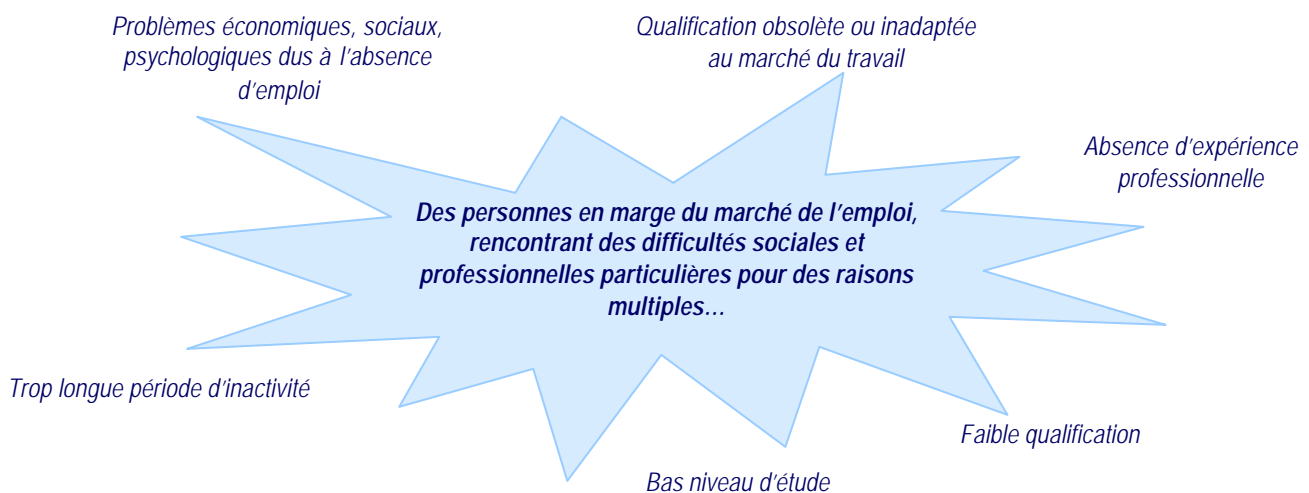 Problèmes économiques, sociaux,
psychologiques dus à l'absence
d'emploi
Qualification obsolète ou inadaptée
au marché du travail
Absence d'expérience
professionnelle
Des personnes en marge du marché de l'emploi,
rencontrant des difficultés sociales et
professionnelles particulières pour des raisons
multiples…
Trop longue période d'inactivité
Faible qualification
Bas niveau d'étude